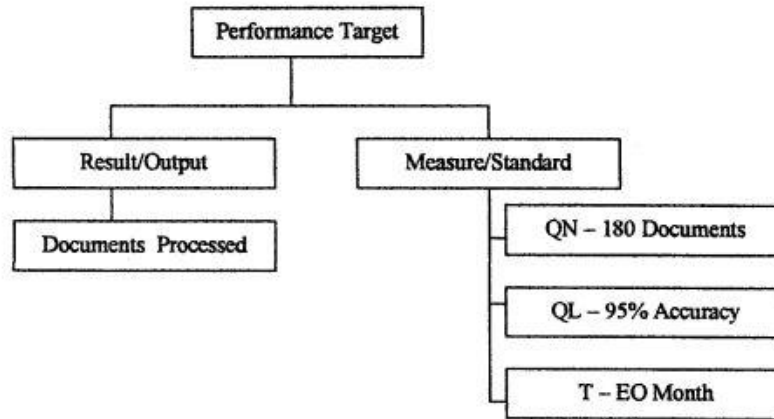 Performance Target
Result/Output
Measure/Standard
Documents Processed
QN – 180 Documents
QL – 95% Accuracy
T – EO Month